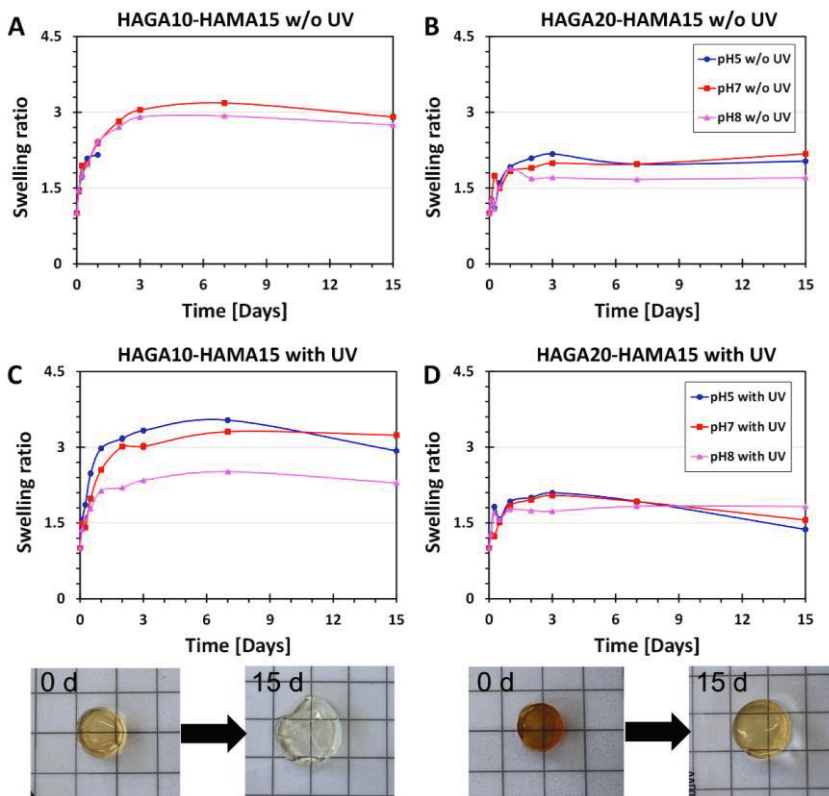 A
HAGA10-HAMA15 w/o UV
4.5
3
1.5
0
Swelling ratio
0 3 6 9 12 15
Time [Days]
B
HAGA20-HAMA15 w/o UV
4.5
3
1.5
0
Swelling ratio
pH5 w/o UV
pH7 w/o UV
pH8 w/o UV
0 3 6 9 12 15
Time [Days]
C
HAGA10-HAMA15 with UV
4.5
3
1.5
0
Swelling ratio
0 3 6 9 12 15
Time [Days]
D
HAGA20-HAMA15 with UV
4.5
3
1.5
0
Swelling ratio
pH5 with UV
pH7 with UV
pH8 with UV
0 3 6 9 12 15
Time [Days]
0 d
15 d
0 d
15 d